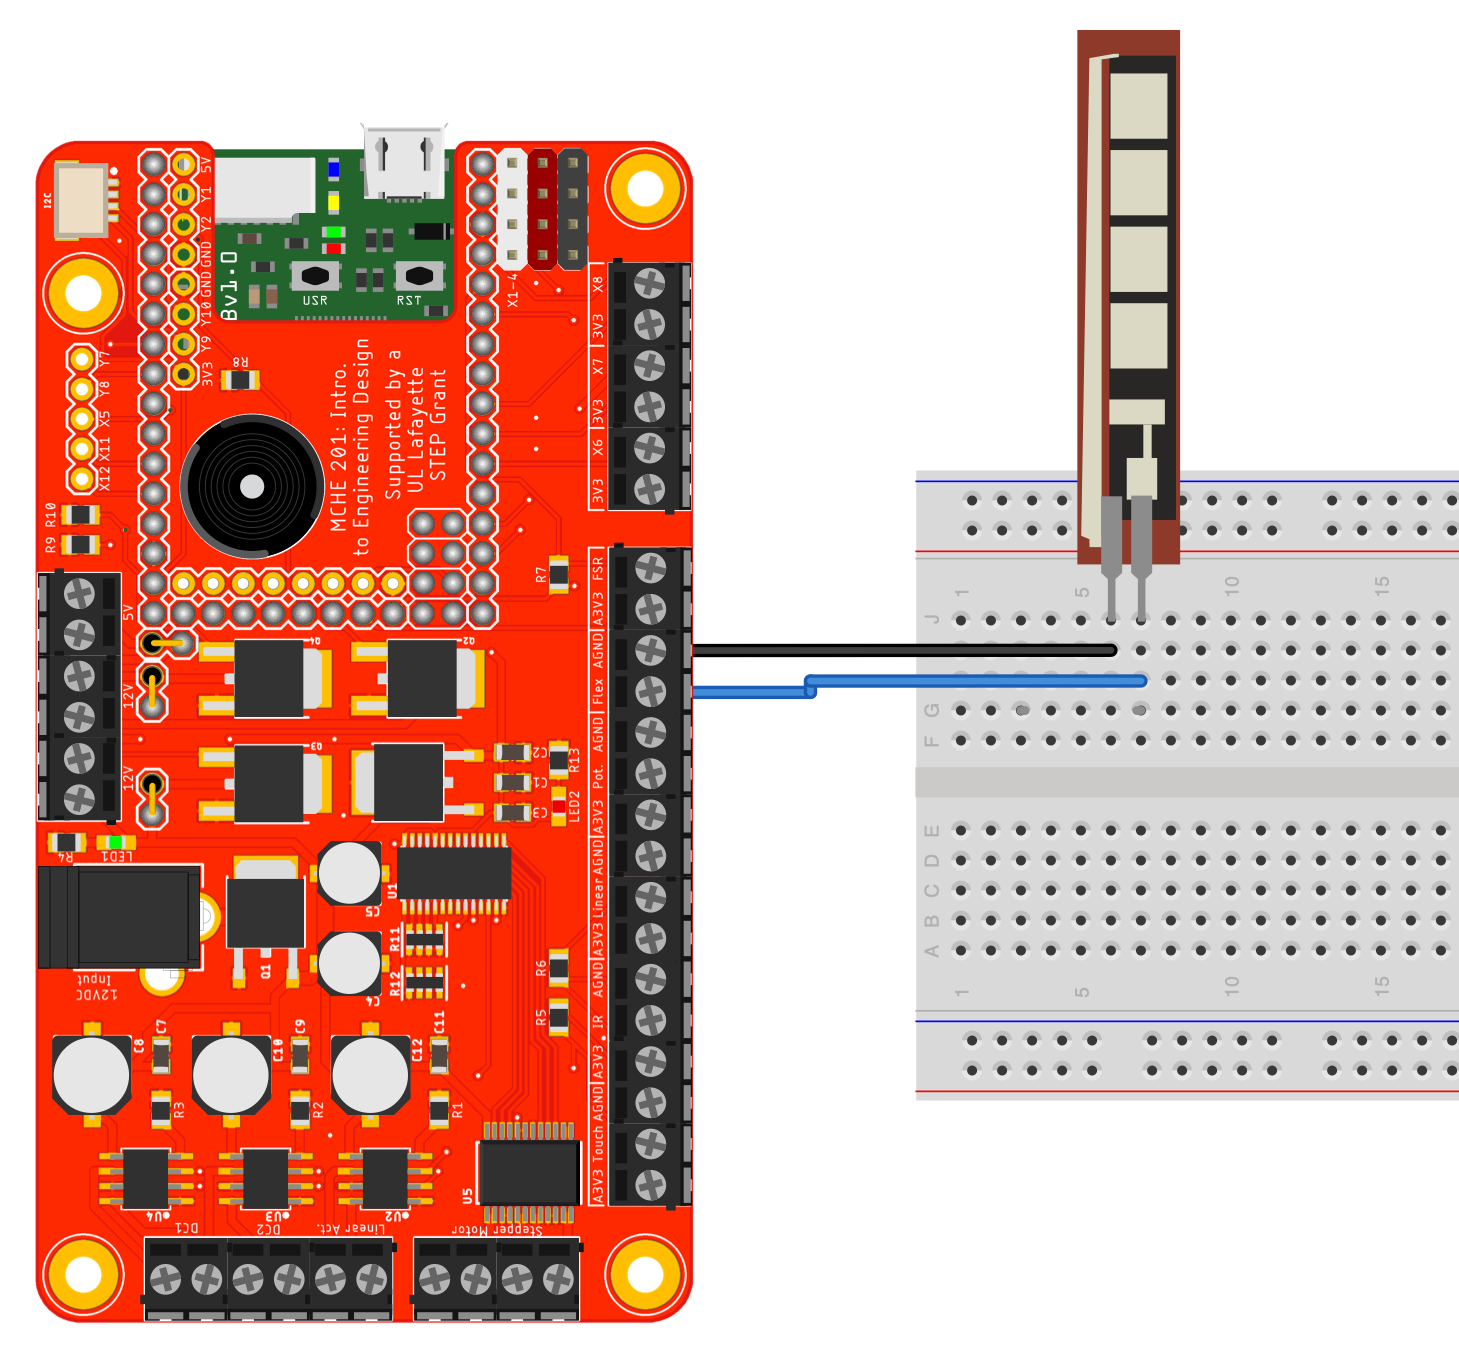 I2C
5V
Y1
Y2
GND
GND
Y10
Y9
3V3
Bv1.0
USR
RST
X1-4
Y7
Y8
X5
X11
X12
R8
MCHE 201: Intro.
to Engineering Design
Supported by a
UL Lafayette
STEP Grant
X8
3V3
X7
3V3
X6
3V3
R10
R9
R7
5V
12V
12V
Q4
Q2
Q3
C2
C1
C3
R13
LED2
FSR
A3V3
AGND
Flex
AGND
Pot.
A3V3
AGND
Linear
A3V3
AGND
IR
A3V3
AGND
Touch
A3V3
R4
LED1
12VDC
Input
Q1
C5
C4
U1
R11
R12
R6
R5
C8
C7
C10
C9
C12
C11
R3
R2
R1
U4
U3
U2
U5
DC1
DC2
Linear Act.
Stepper Motor
1
5
10
15
J
G
F
E
D
C
B
A
1
5
10
15